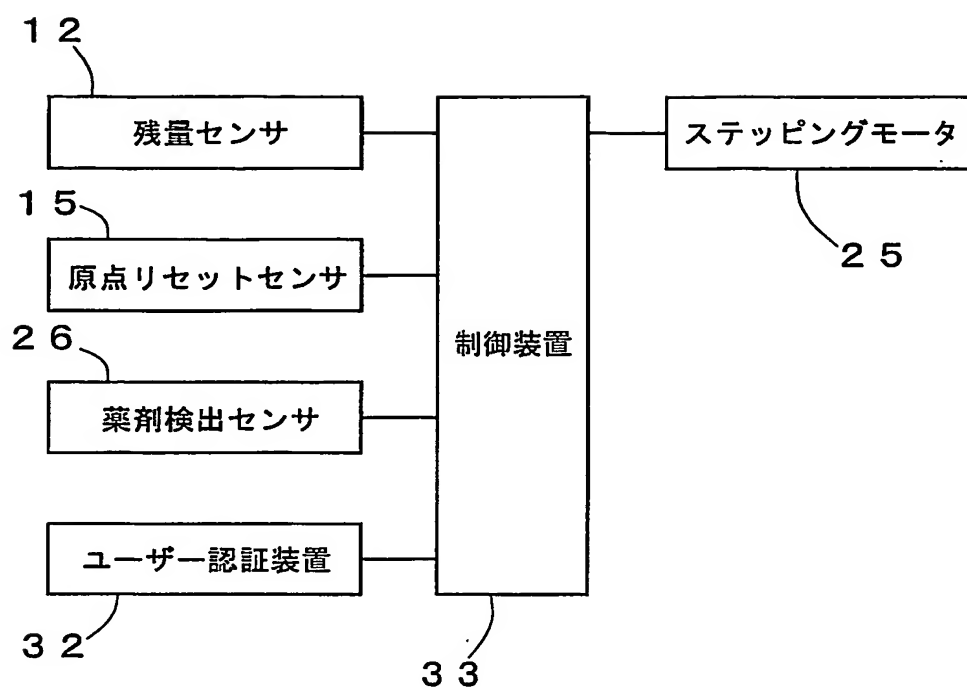 １２
残量センサ
ステッピングモータ
１５
２５
原点リセットセンサ
２６
制御装置
薬剤検出センサ
ユーザー認証装置
３２
３３